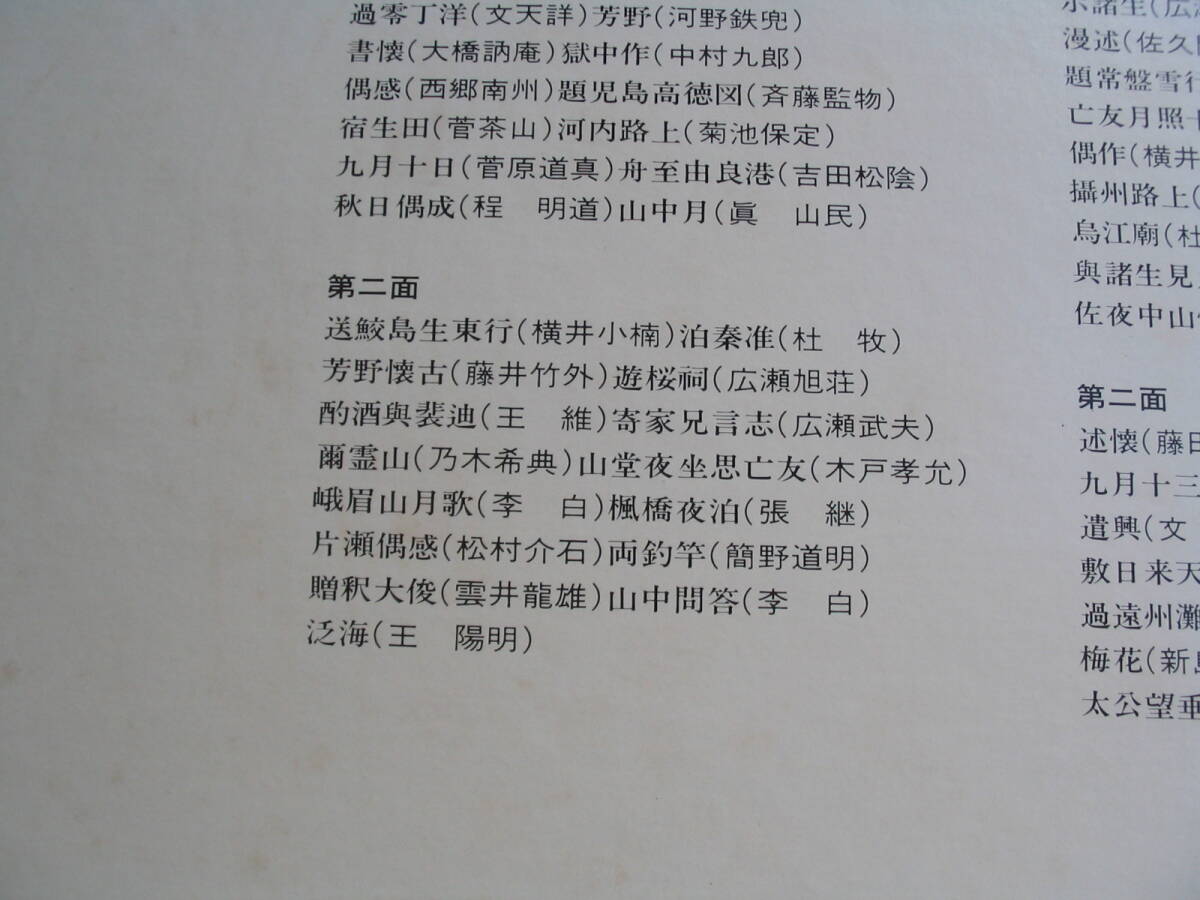 過零丁洋(文天詳)芳野(河野鉄兜)
書懐(大橋訥庵)獄中作(中村九郎)
偶感(西郷南州)題児島高徳図(斉藤監物)
宿生田(菅茶山)河内路上(菊池保定)
九月十日(菅原道真)舟至由良港(吉田松陰)
秋日偶成(程　明道)山中月(眞　山民)
第二面
送鮫島生東行(横井小楠)泊秦准(杜　牧)
芳野懐古(藤井竹外)遊桜祠(広瀬旭荘)
酌酒與裴迪(王　維)寄家兄言志(広瀬武夫)
爾霊山(乃木希典)山堂夜坐思亡友(木戸孝允)
峨眉山月歌(李　白)楓橋夜泊(張　継)
片瀬偶感(松村介石)両釣竿(簡野道明)
贈釈大俊(雲井龍雄)山中問答(李　白)
泛海(王　陽明)
示諸生(広
漫述(佐久
題常盤雪行
亡友月照十
偶作(横井
攝州路上(
烏江廟(杜
與諸生見
佐夜中山
第二面
述懐(藤田
九月十三
遣興(文
敷日来天
過遠州灘
梅花(新島
太公望垂